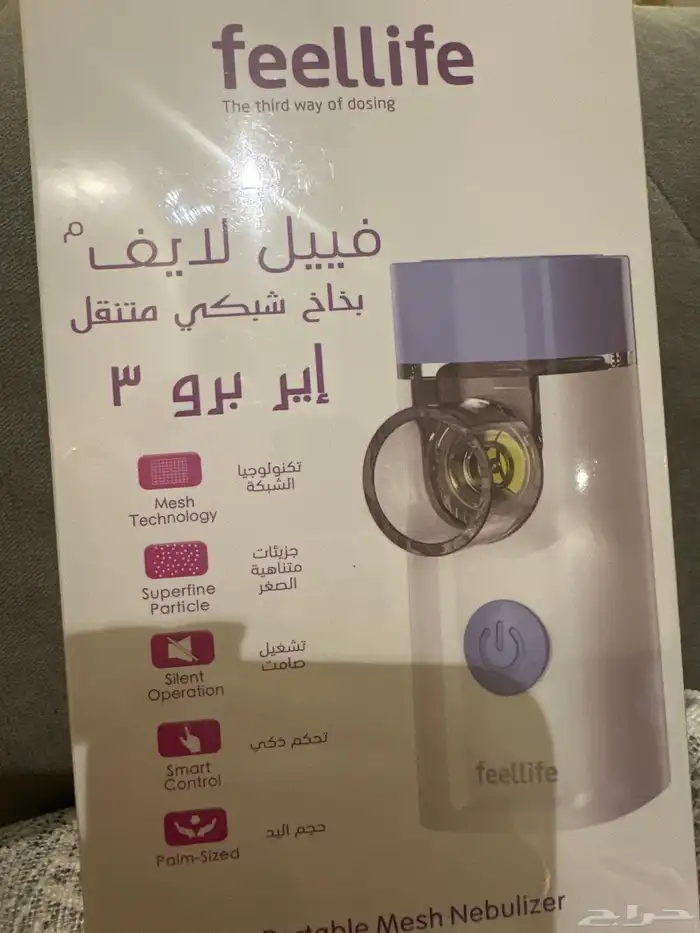 feellife
The third way of dosing
فييل لايف م
بخاخ شبكي متنقل
إير برو ٣
تكنولوجيا
الشبكة
Mesh
Technology
جزيئات
متناهية
الصغر
Superfine
Particle
تشغيل
صامت
Silent
Operation
تحكم ذكي
Smart
Control
حجم اليد
Palm-Sized
feellife
Portable Mesh Nebulizer
حراج